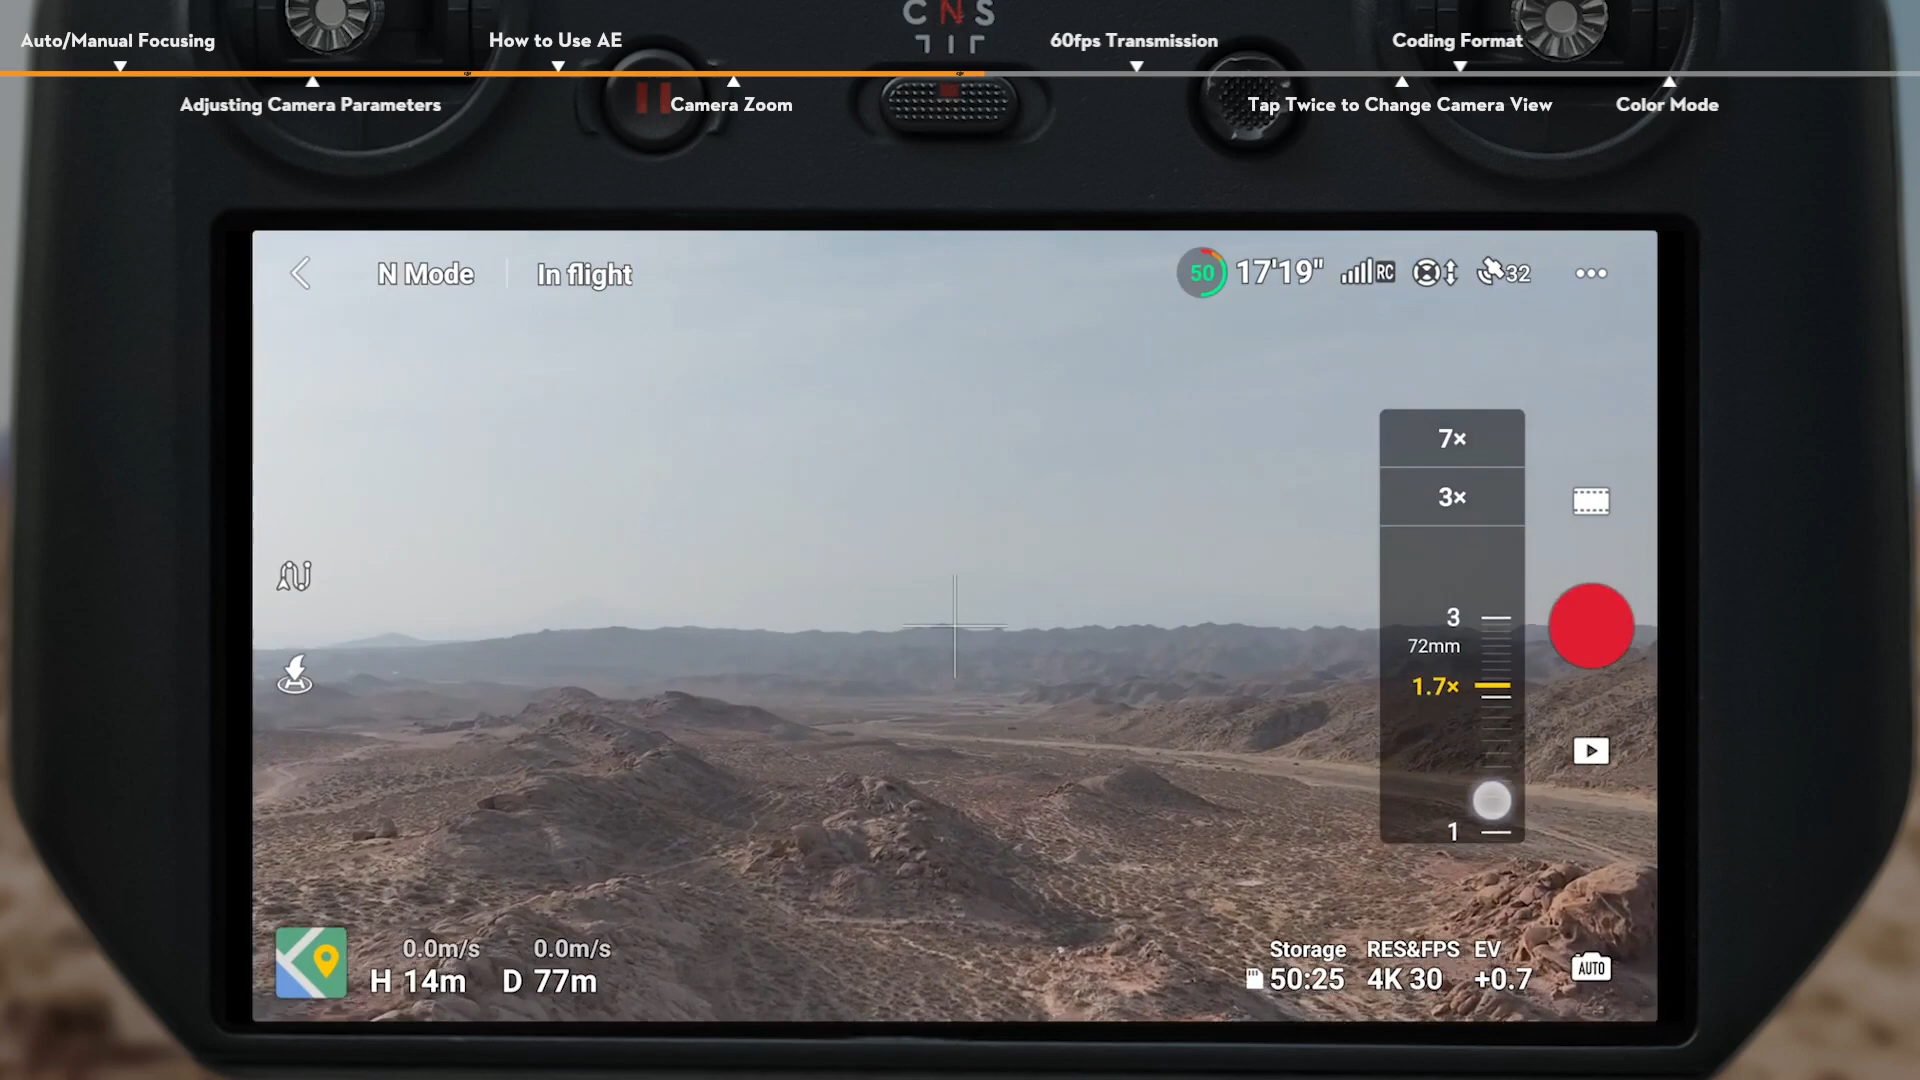 C N S
Auto/Manual Focusing
How to Use AE
60fps Transmission
Coding Format
Adjusting Camera Parameters
Camera Zoom
Tap Twice to Change Camera View
Color Mode
N Mode
In flight
50
17'19"
RC
32
7×
3×
3
72mm
1.7×
1
0.0m/s
0.0m/s
H 14m
D 77m
Storage
RES&FPS
EV
50:25
4K 30
+0.7
AUTO